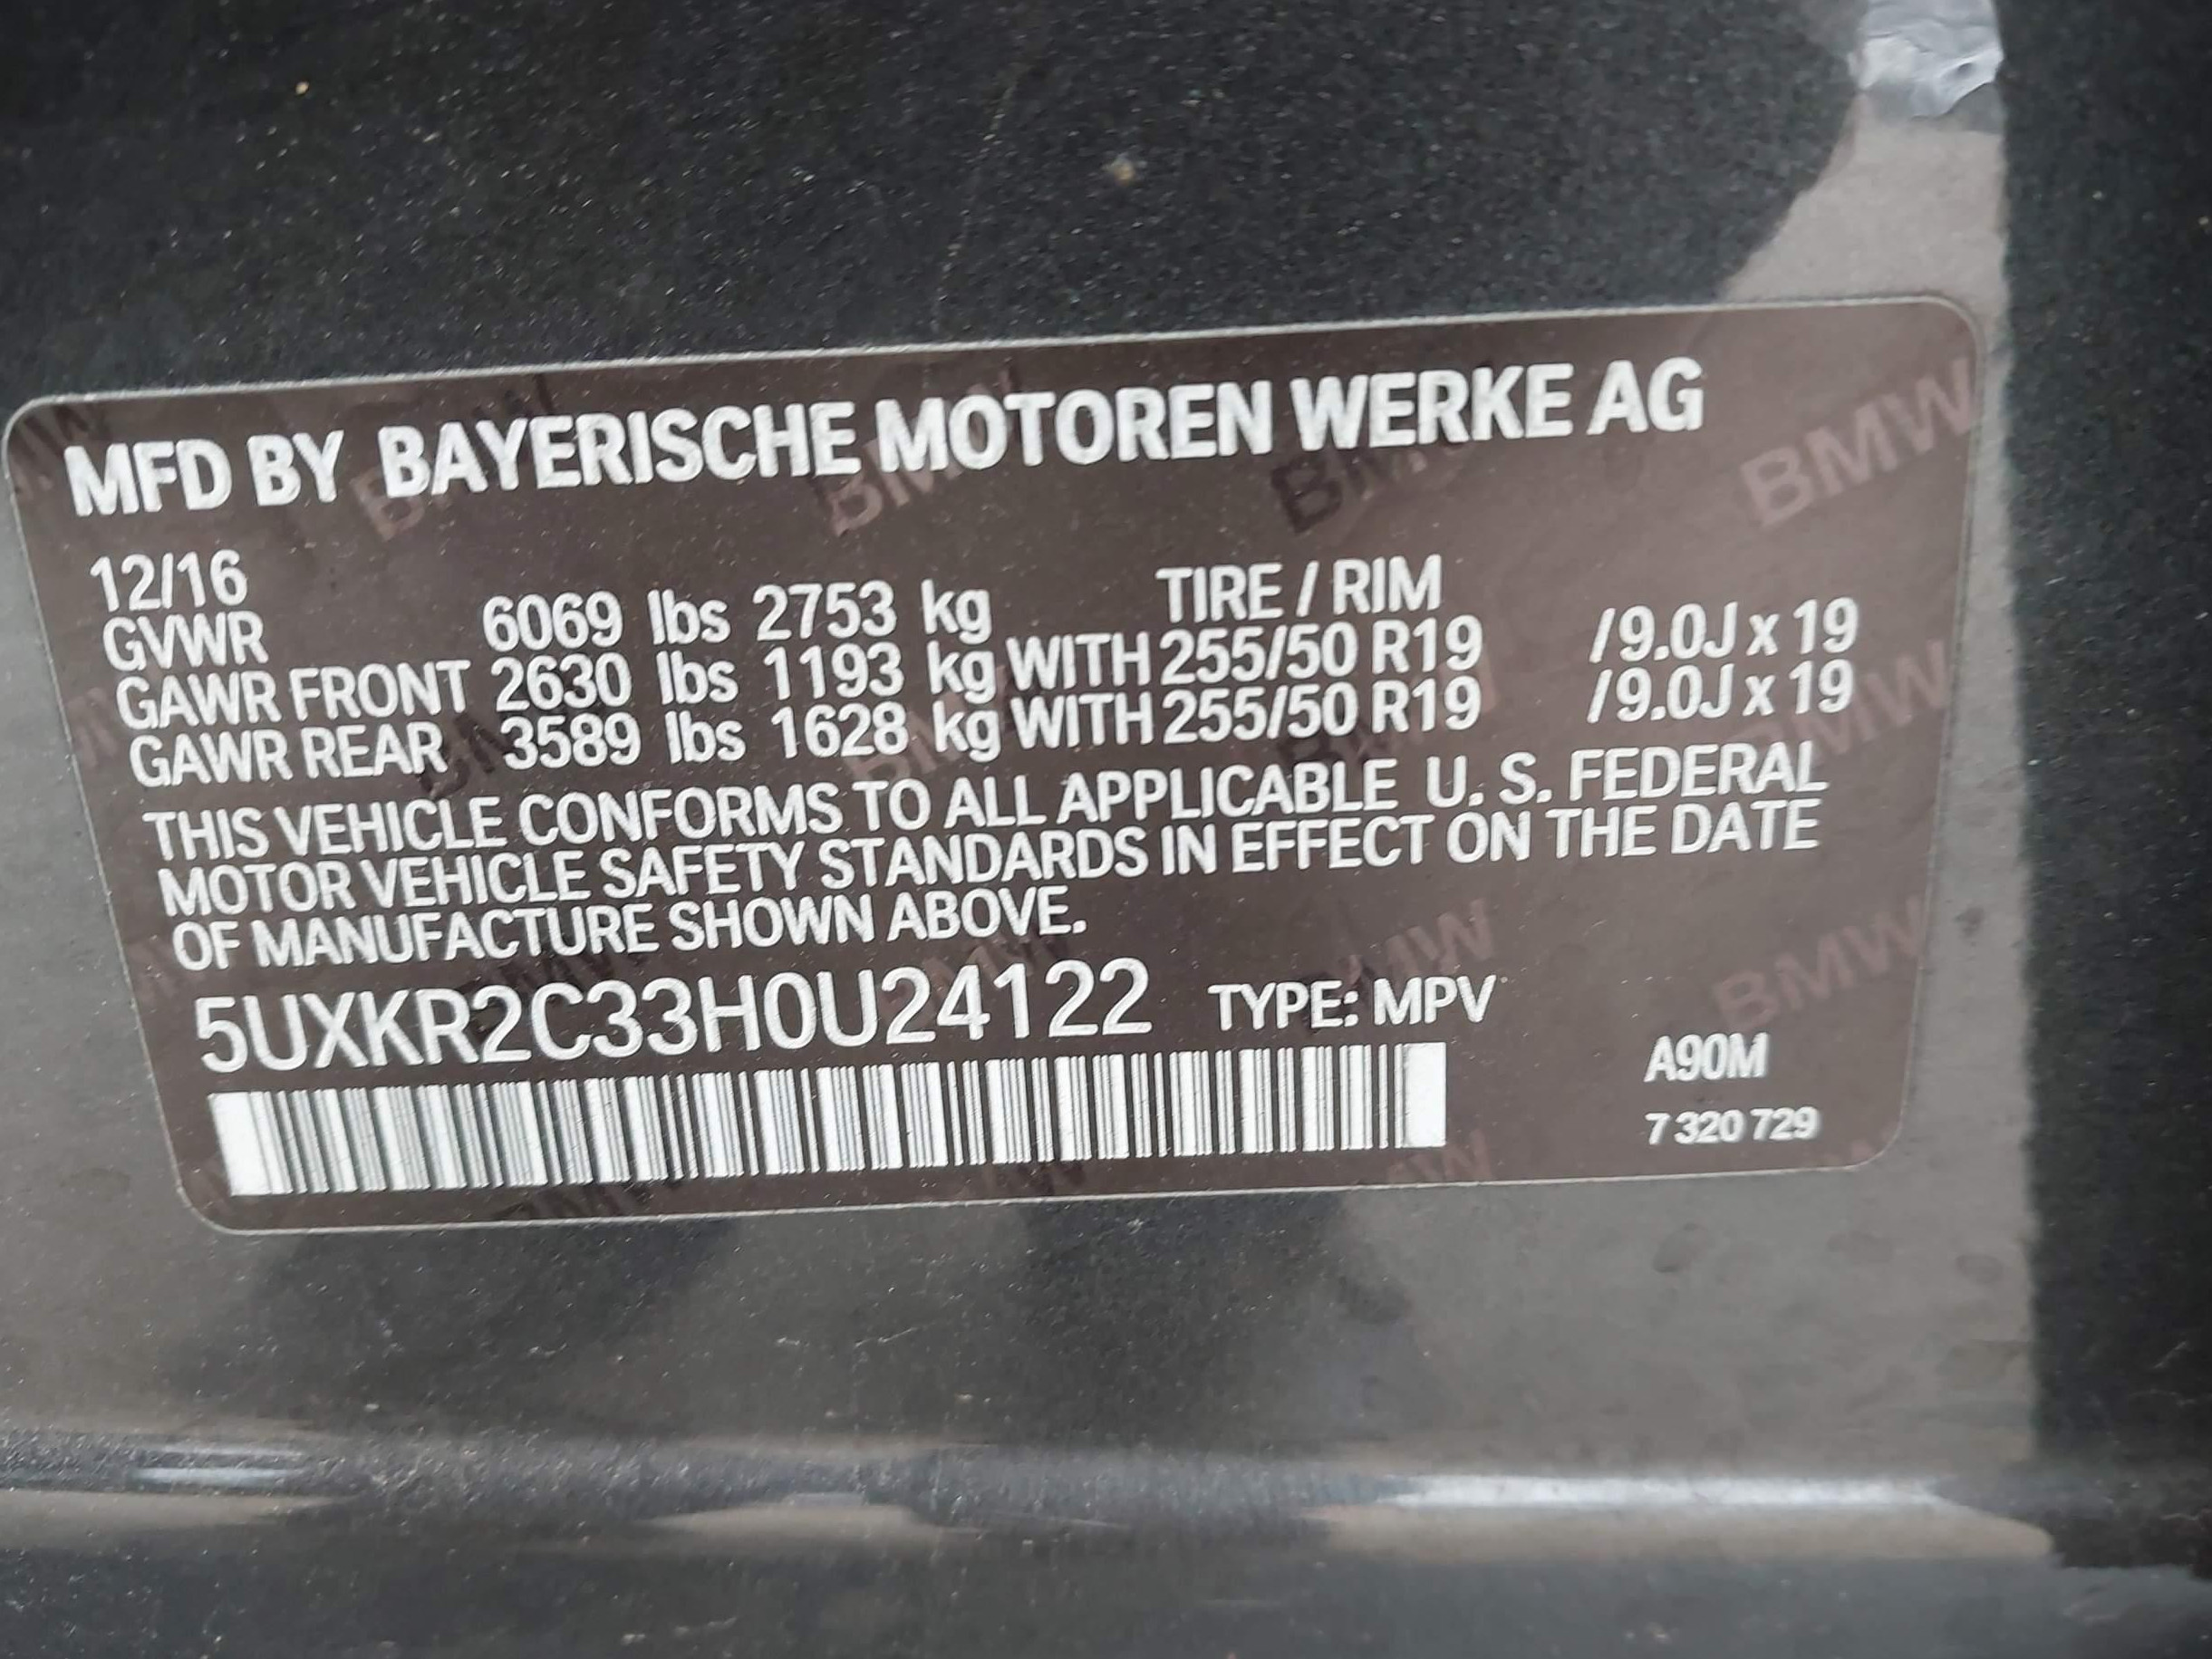 MFD BY BAYERISCHE MOTOREN WERKE AG
12/16 TIRE / RIM
GVWR 6069 lbs 2753 kg
GAWR FRONT 2630 lbs 1193 kg WITH 255/50 R19 /9.0J x 19
GAWR REAR 3589 lbs 1628 kg WITH 255/50 R19 /9.0J x 19
THIS VEHICLE CONFORMS TO ALL APPLICABLE U. S. FEDERAL
MOTOR VEHICLE SAFETY STANDARDS IN EFFECT ON THE DATE
OF MANUFACTURE SHOWN ABOVE.
5UXKR2C33H0U24122 TYPE: MPV
A90M
7 320 729